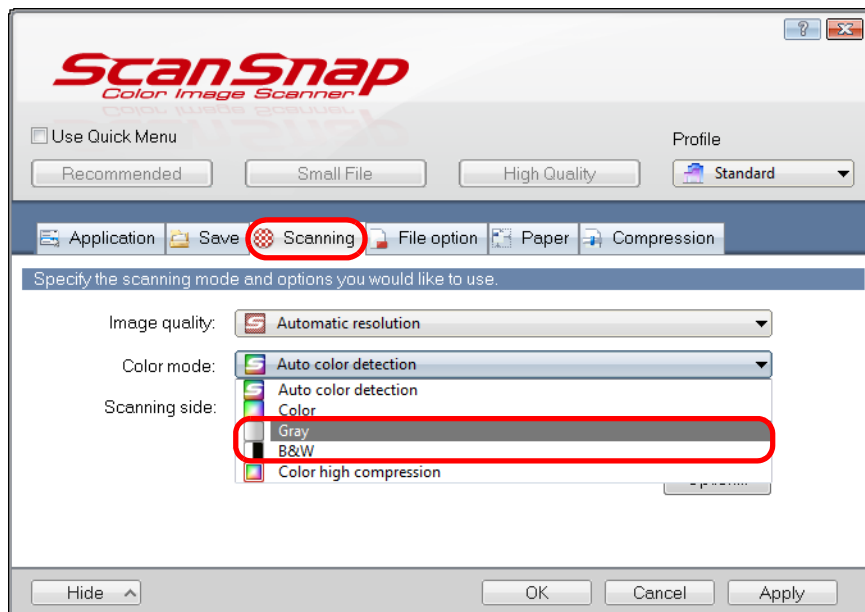 ScanSnap
Color Image Scanner
Use Quick Menu
Profile
Recommended Small File High Quality Standard
Application Save Scanning File option Paper Compression
Specify the scanning mode and options you would like to use.
Image quality: Automatic resolution
Color mode: Auto color detection
Auto color detection
Scanning side:
Color
Gray
B&W
Color high compression
Hide OK Cancel Apply